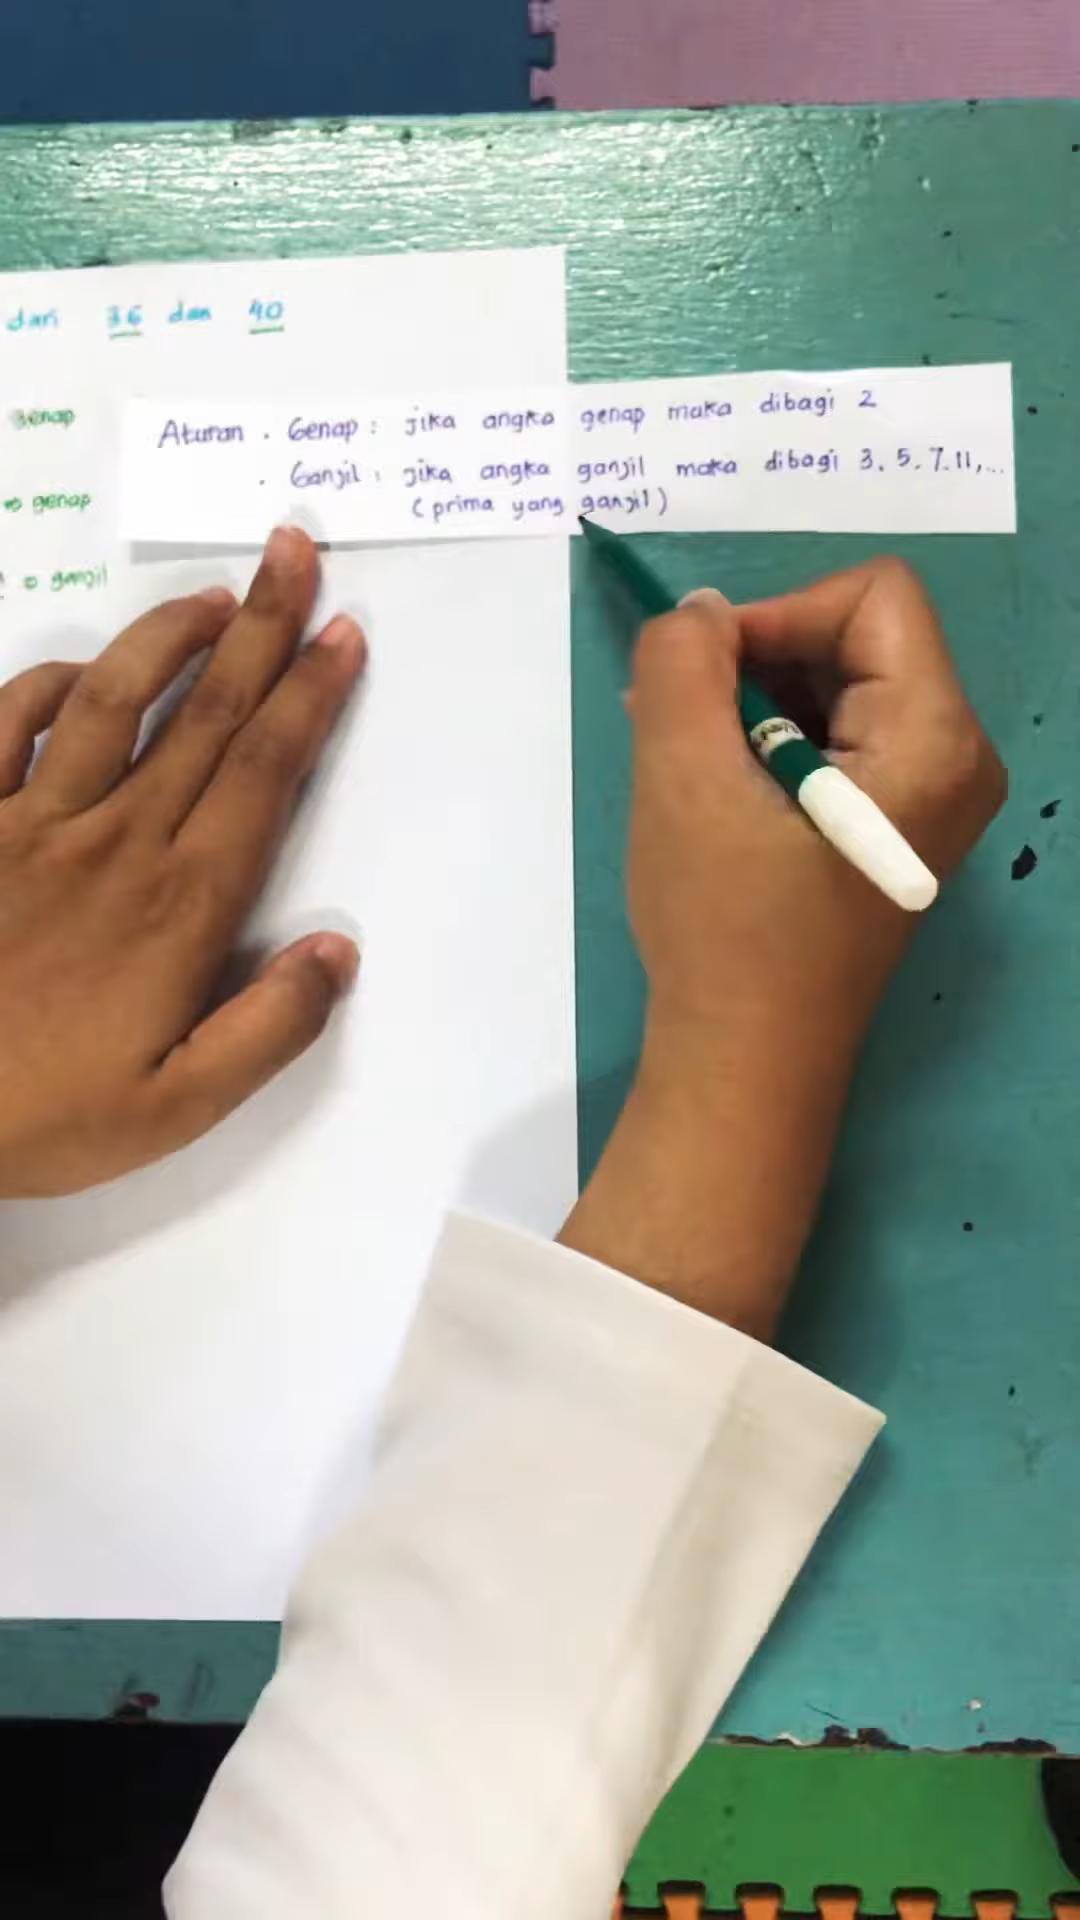 dari 36 dan 40
Genap
Aturan . Genap : jika angka genap maka dibagi 2
. Ganjil : jika angka ganjil maka dibagi 3, 5, 7, 11, ...
⇒ genap
(prima yang ganjil)
⇒ ganjil